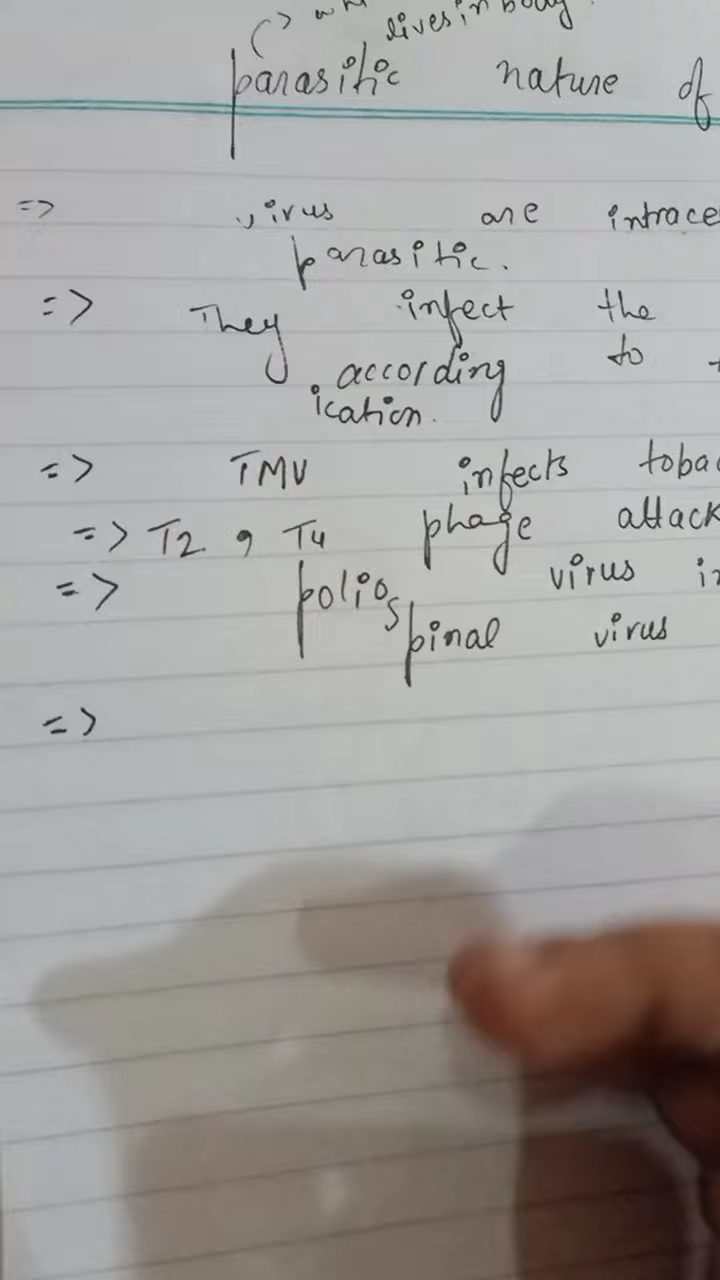 lives in body
parasitic nature of
=> virus are intrace
parasitic.
=> They infect the
according to
ication.
=> TMV infects toba
=> T2, T4 phage attack
=> polio virus in
spinal virus
=>